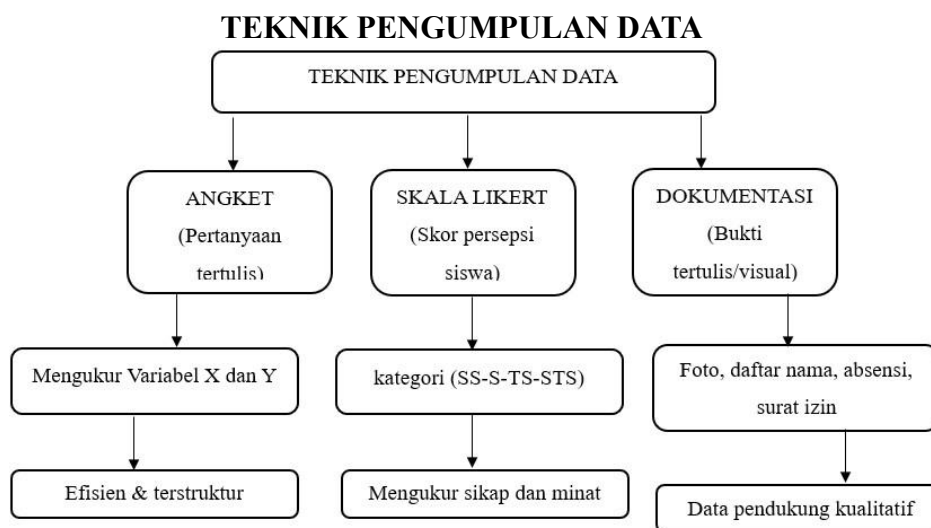 TEKNIK PENGUMPULAN DATA
TEKNIK PENGUMPULAN DATA
ANGKET
(Pertanyaan
tertulis)
SKALA LIKERT
(Skor persepsi
siswa)
DOKUMENTASI
(Bukti
tertulis/visual)
Mengukur Variabel X dan Y
kategori (SS-S-TS-STS)
Foto, daftar nama, absensi,
surat izin
Efisien & terstruktur
Mengukur sikap dan minat
Data pendukung kualitatif